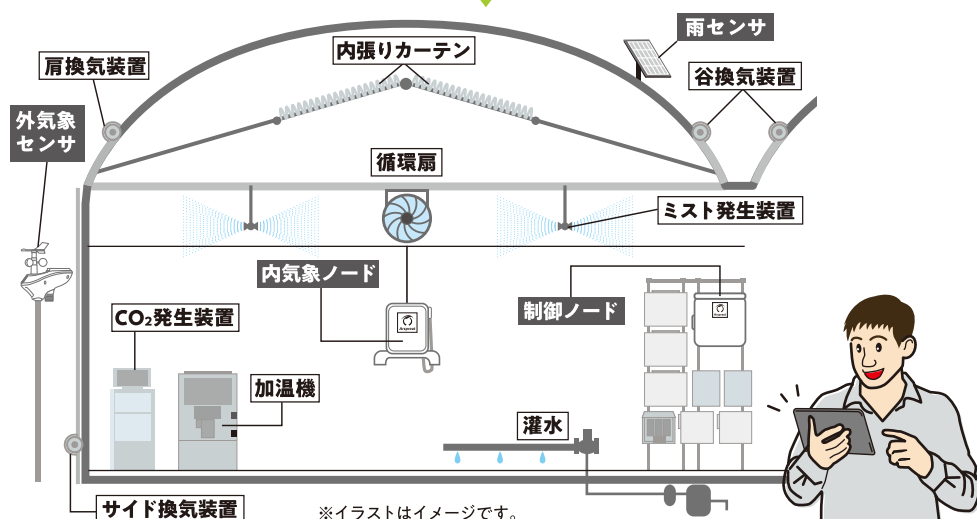 雨センサ
内張りカーテン
肩換気装置
谷換気装置
外気象
センサ
循環扇
ミスト発生装置
内気象ノード
制御ノード
CO₂発生装置
加温機
灌水
サイド換気装置
※イラストはイメージです。